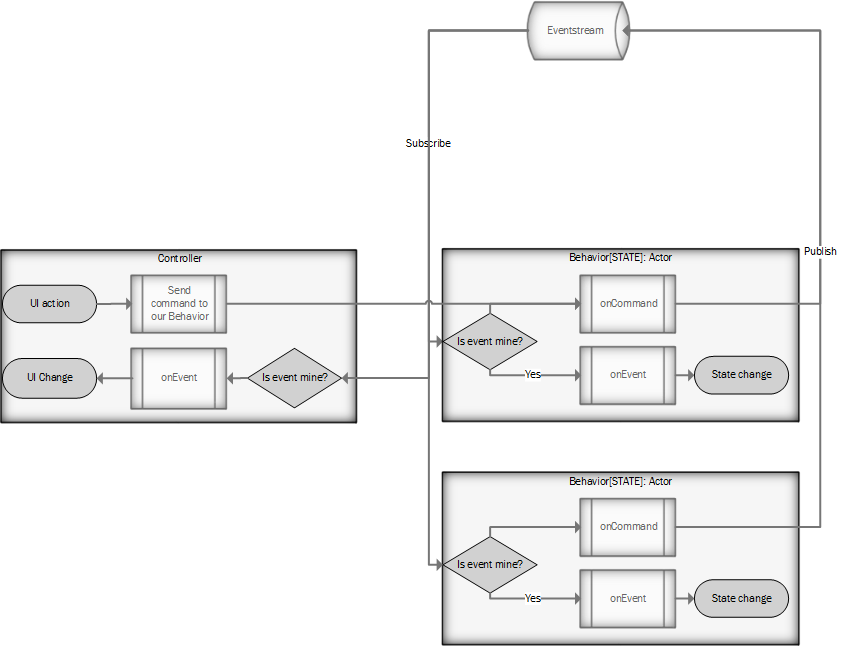 Eventstream
Subscribe
Publish
Controller
UI action
Send
command to
our Behavior
UI Change
onEvent
Is event mine?
Behavior[STATE]: Actor
onCommand
Is event mine?
Yes
onEvent
State change
Behavior[STATE]: Actor
onCommand
Is event mine?
Yes
onEvent
State change